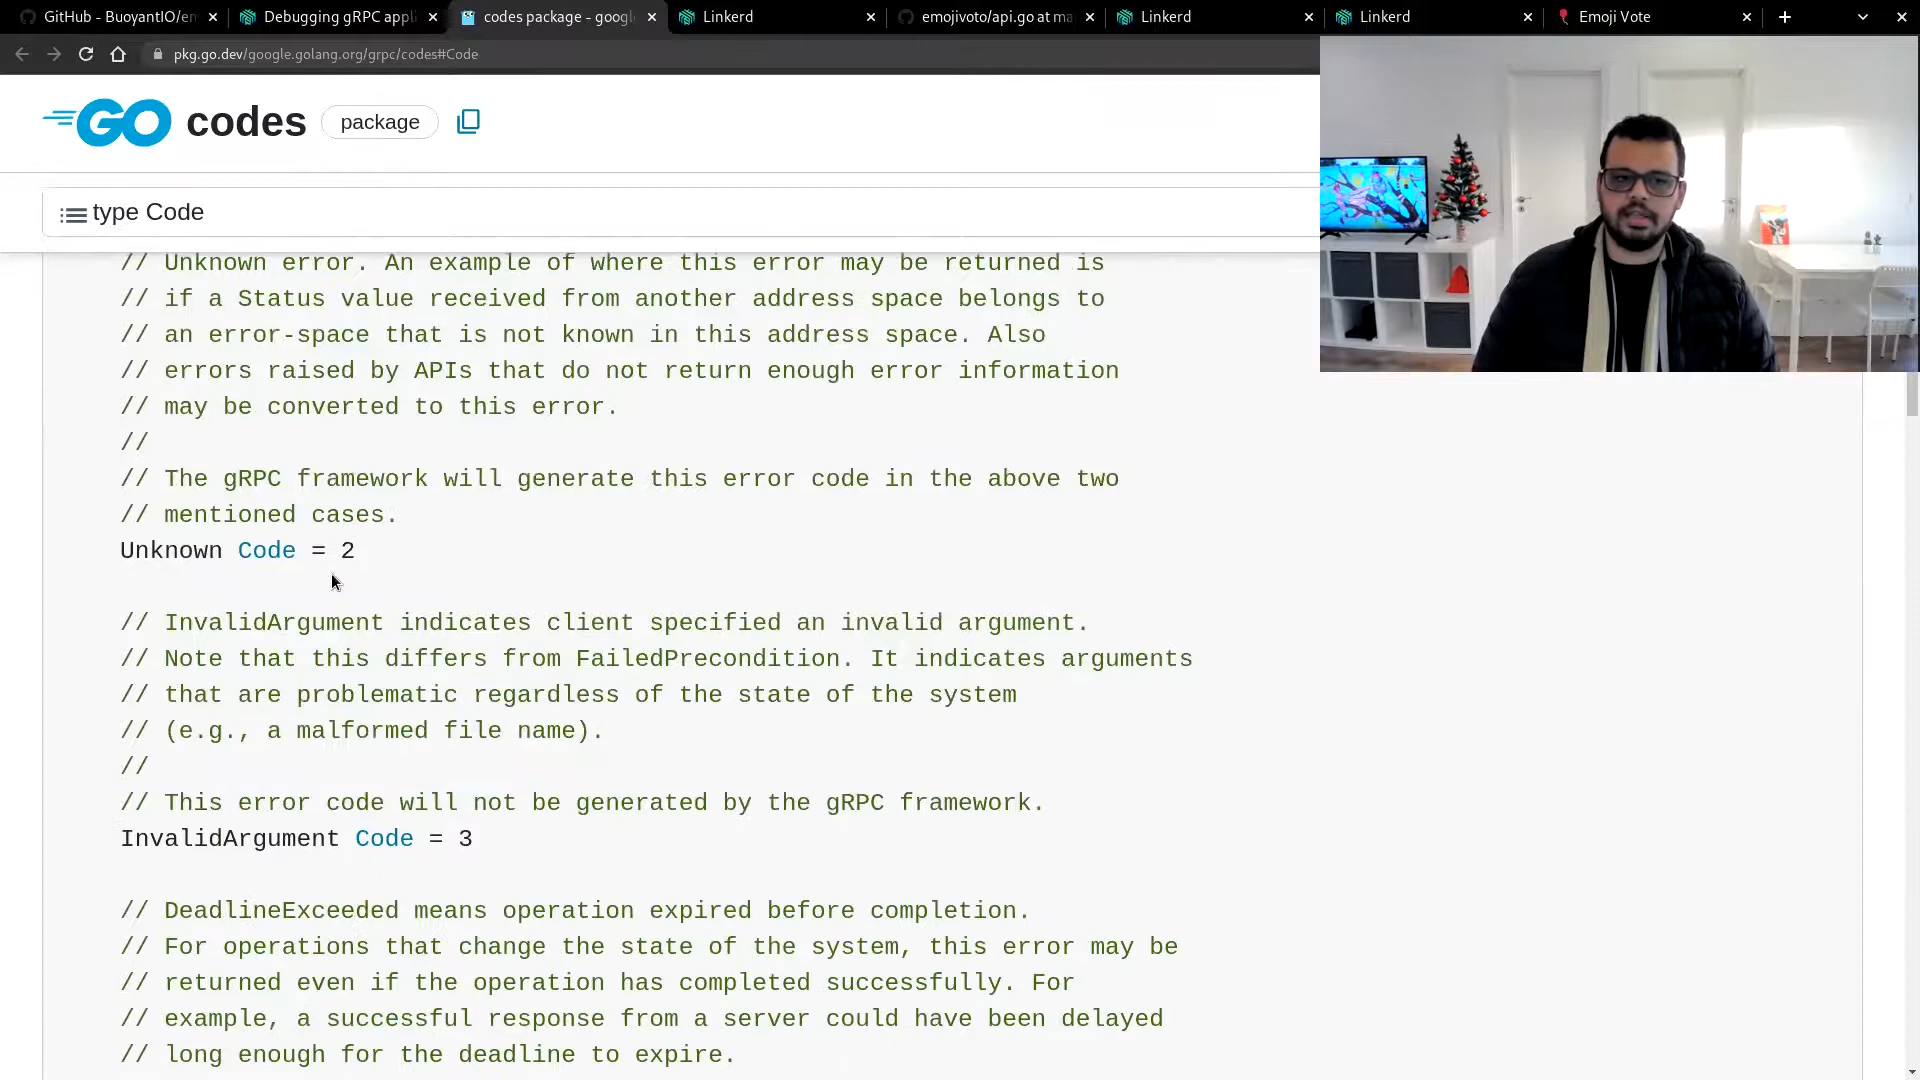 GitHub - BuoyantIO/en
Debugging gRPC appli
codes package - googl
Linkerd
emojivoto/api.go at ma
Linkerd
Linkerd
Emoji Vote
pkg.go.dev/google.golang.org/grpc/codes#Code
GO codes package
type Code
// Unknown error. An example of where this error may be returned is
// if a Status value received from another address space belongs to
// an error-space that is not known in this address space. Also
// errors raised by APIs that do not return enough error information
// may be converted to this error.
//
// The gRPC framework will generate this error code in the above two
// mentioned cases.
Unknown Code = 2
// InvalidArgument indicates client specified an invalid argument.
// Note that this differs from FailedPrecondition. It indicates arguments
// that are problematic regardless of the state of the system
// (e.g., a malformed file name).
//
// This error code will not be generated by the gRPC framework.
InvalidArgument Code = 3
// DeadlineExceeded means operation expired before completion.
// For operations that change the state of the system, this error may be
// returned even if the operation has completed successfully. For
// example, a successful response from a server could have been delayed
// long enough for the deadline to expire.